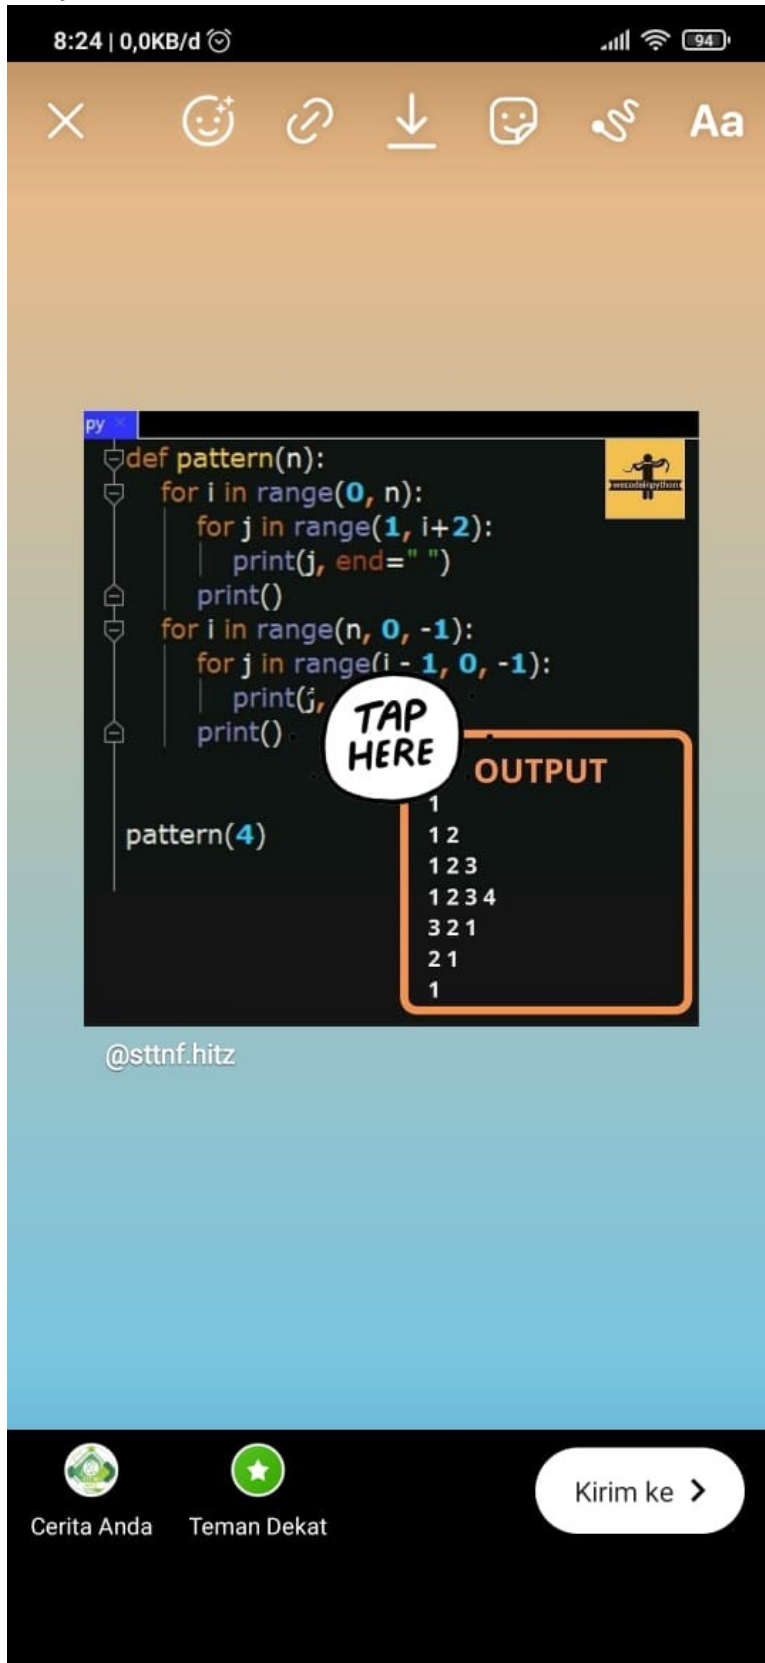 8:24 | 0,0KB/d
94
Aa
py
def pattern(n):
for i in range(0, n):
for j in range(1, i+2):
print(j, end=" ")
print()
for i in range(n, 0, -1):
for j in range(i - 1, 0, -1):
print(j,
print()
pattern(4)
wecodeinpython
TAP
HERE
OUTPUT
1
1 2
1 2 3
1 2 3 4
3 2 1
2 1
1
@sttnf.hitz
Cerita Anda
Teman Dekat
Kirim ke